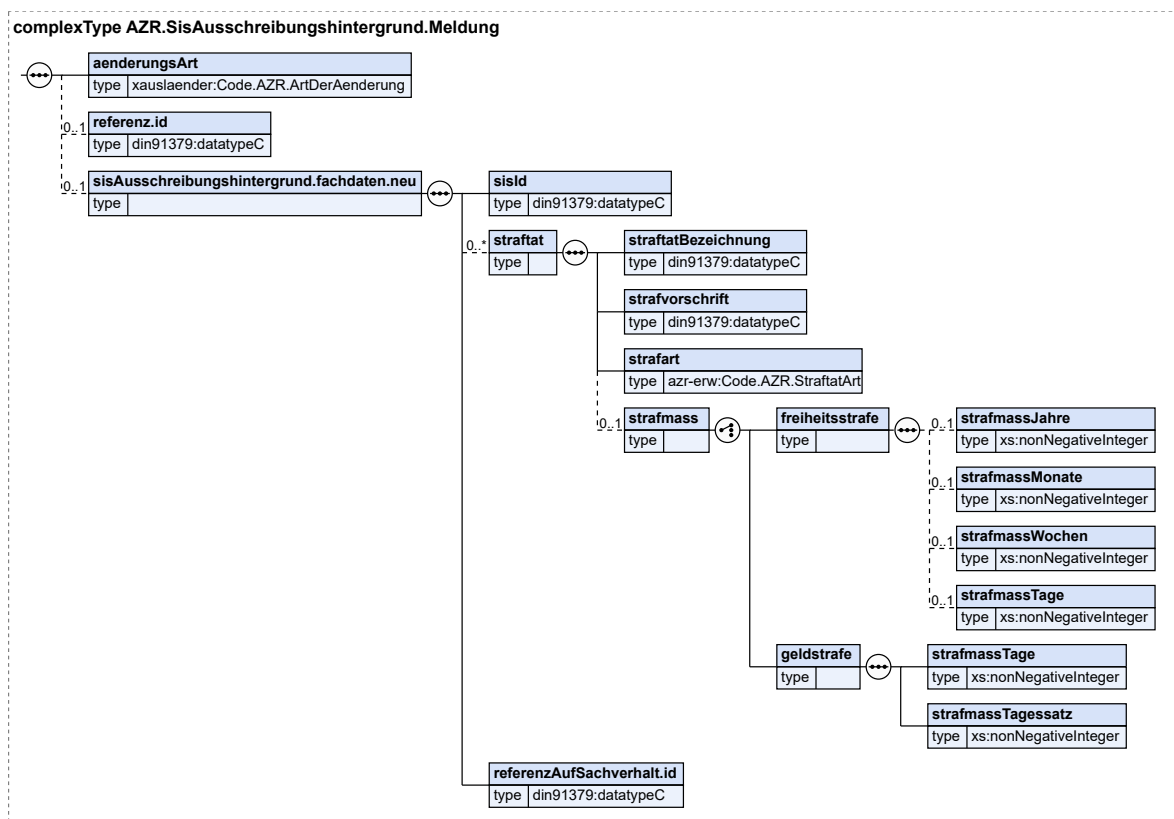 complexType AZR.SisAusschreibungshintergrund.Meldung
aenderungsArt
type xauslaender:Code.AZR.ArtDerAenderung
0..1
referenz.id
type din91379:datatypeC
0..1
sisAusschreibungshintergrund.fachdaten.neu
type
sisId
type din91379:datatypeC
0..*
straftat
type
straftatBezeichnung
type din91379:datatypeC
strafvorschrift
type din91379:datatypeC
strafart
type azr-erw:Code.AZR.StraftatArt
0..1
strafmass
type
freiheitsstrafe
type
0..1
strafmassJahre
type xs:nonNegativeInteger
0..1
strafmassMonate
type xs:nonNegativeInteger
0..1
strafmassWochen
type xs:nonNegativeInteger
0..1
strafmassTage
type xs:nonNegativeInteger
geldstrafe
type
strafmassTage
type xs:nonNegativeInteger
strafmassTagessatz
type xs:nonNegativeInteger
referenzAufSachverhalt.id
type din91379:datatypeC